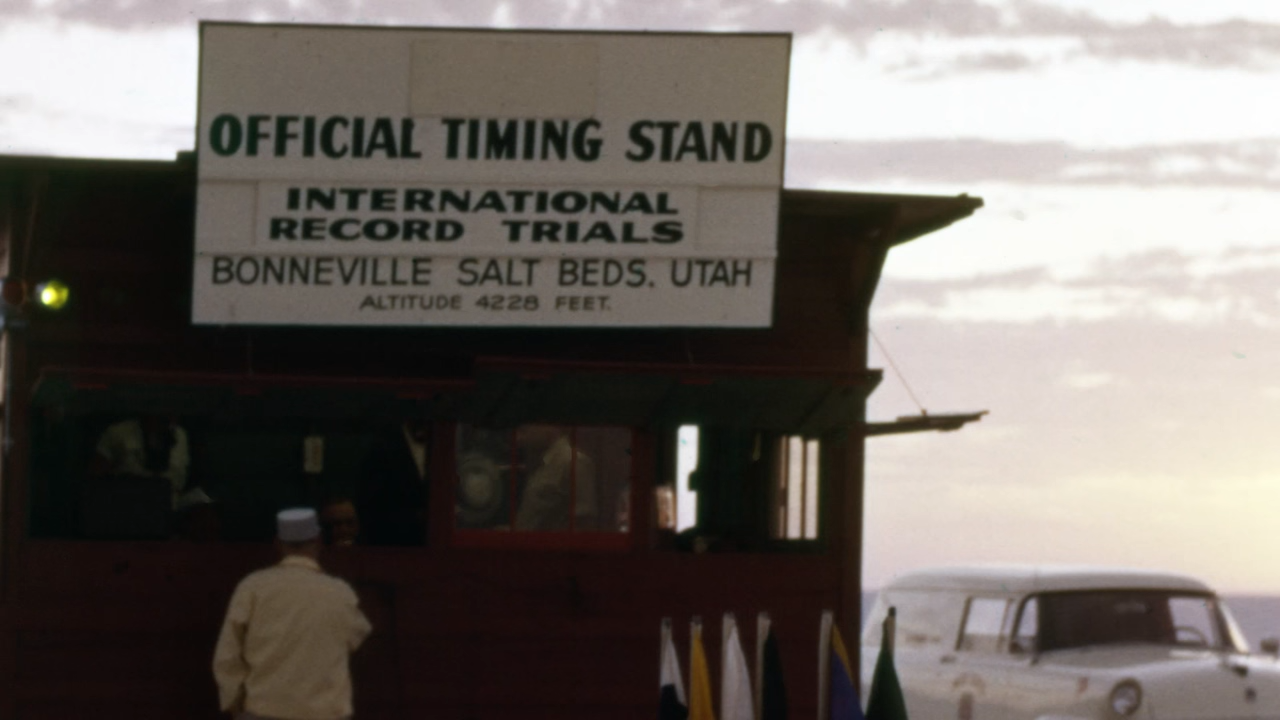 OFFICIAL TIMING STAND
INTERNATIONAL
RECORD TRIALS
BONNEVILLE SALT BEDS, UTAH
ALTITUDE 4228 FEET.